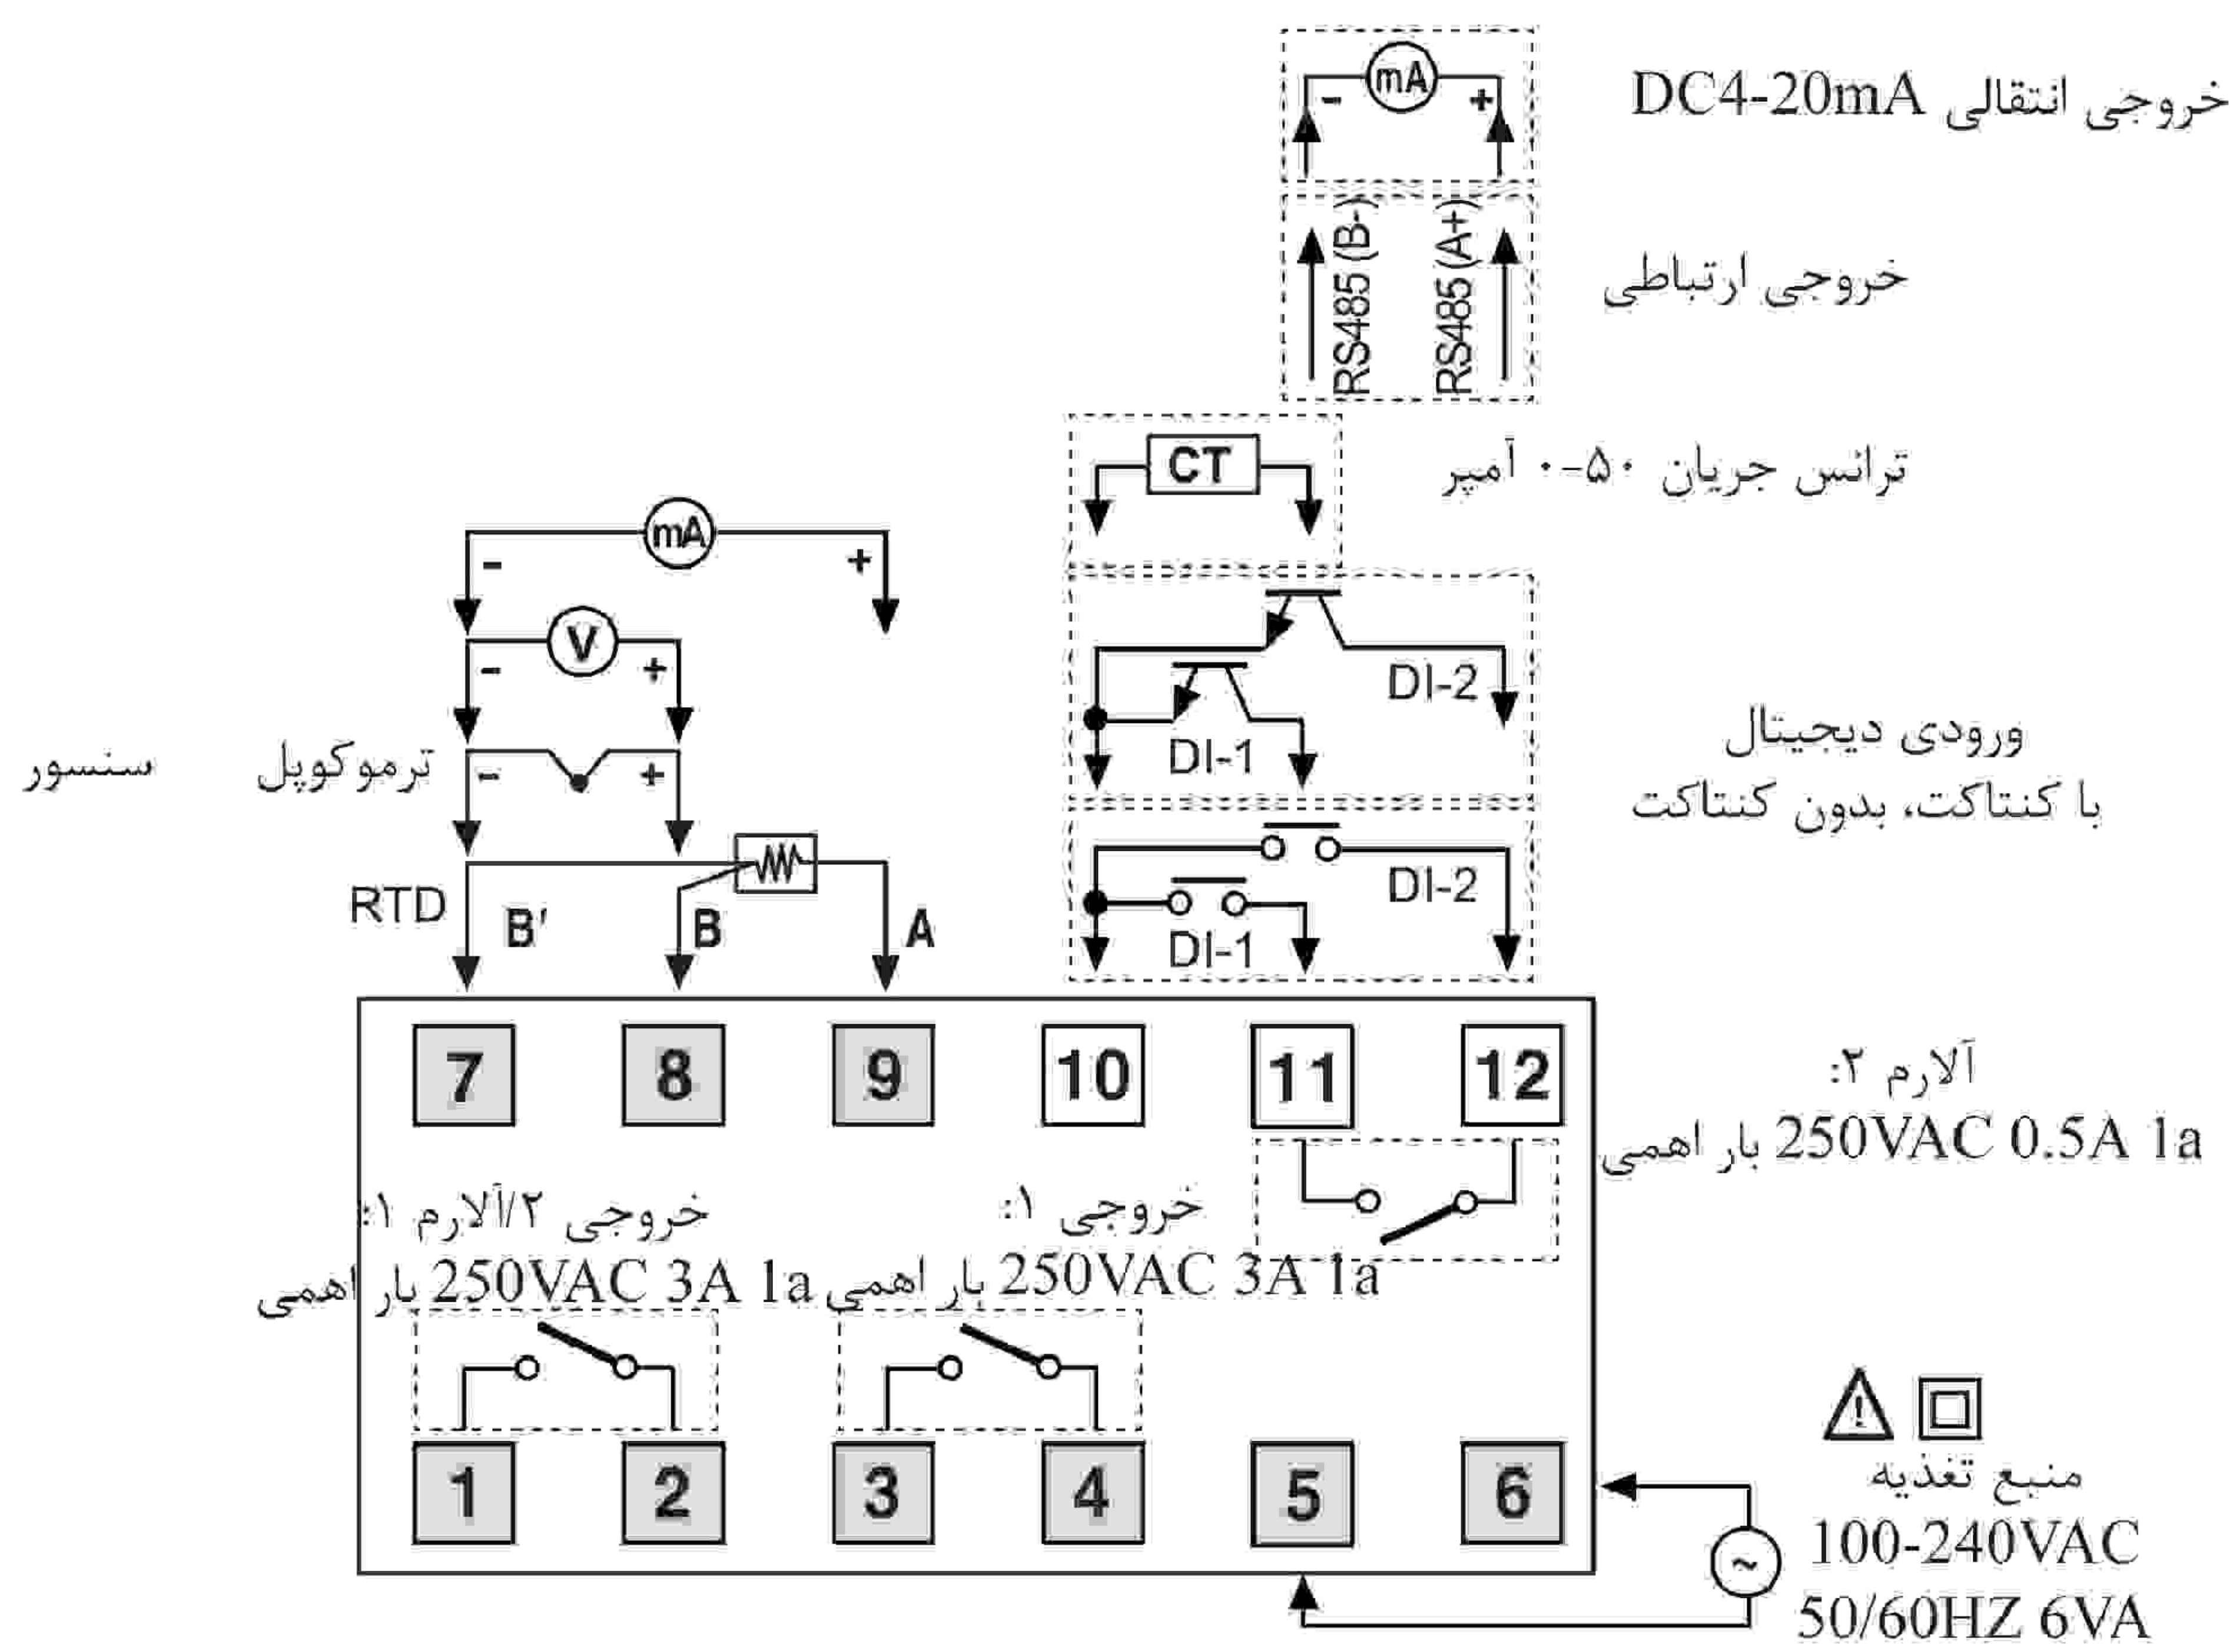 mA
- +
خروجی انتقالی DC4-20mA
RS485 (B-)
RS485 (A+)
خروجی ارتباطی
CT
ترانس جریان ۵۰-۰ آمپر
mA
- +
V
- +
DI-2
DI-1
ورودی دیجیتال
با کنتاکت، بدون کنتاکت
سنسور
ترموکوپل
- +
RTD
B'
B
A
DI-2
DI-1
7 8 9 10 11 12
آلارم ۲:
250VAC 0.5A 1a بار اهمی
خروجی ۲/آلارم ۱:
250VAC 3A 1a بار اهمی
خروجی ۱:
250VAC 3A 1a بار اهمی
1 2 3 4 5 6
!
منبع تغذیه
100-240VAC
~
50/60HZ 6VA